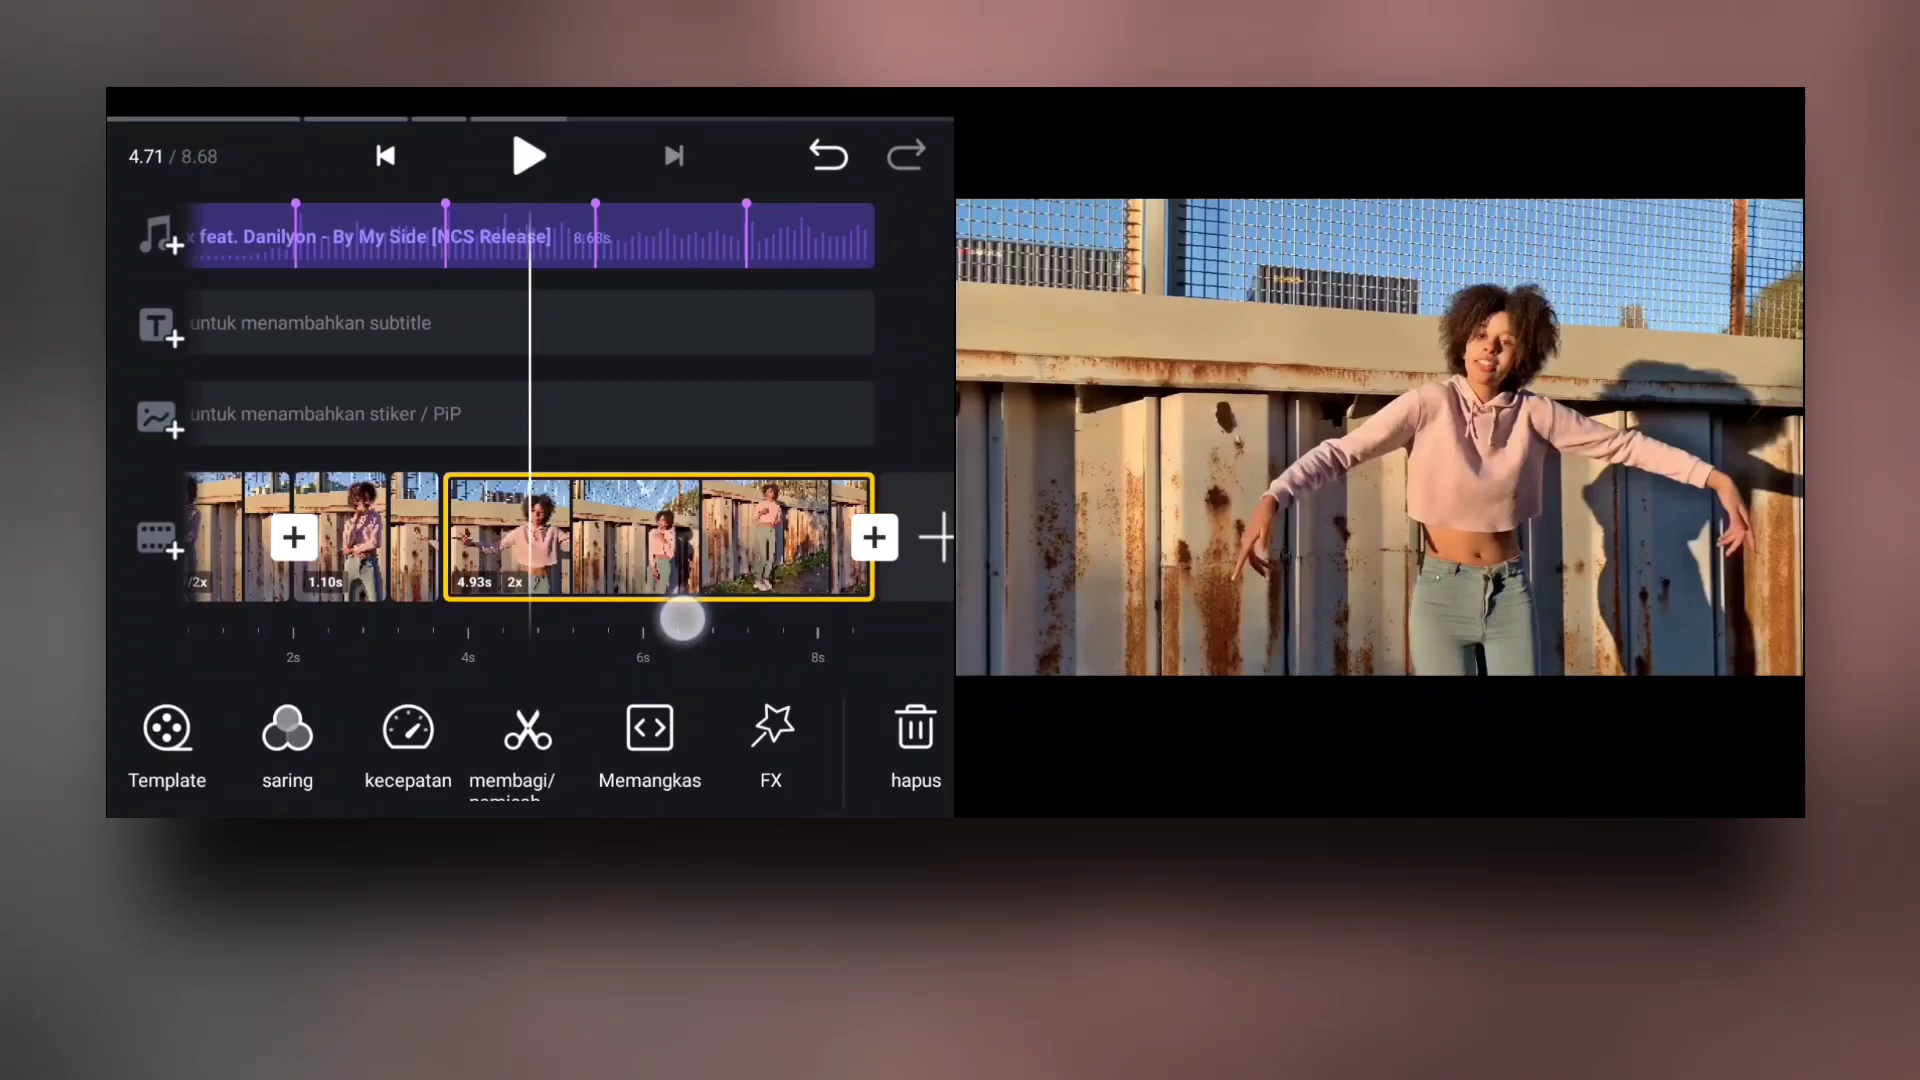 4.71 / 8.68
x feat. Danilyon - By My Side [NCS Release] 8.68s
untuk menambahkan subtitle
untuk menambahkan stiker / PiP
/2x
1.10s
4.93s 2x
2s 4s 6s 8s
Template saring kecepatan membagi/ Memangkas FX hapus